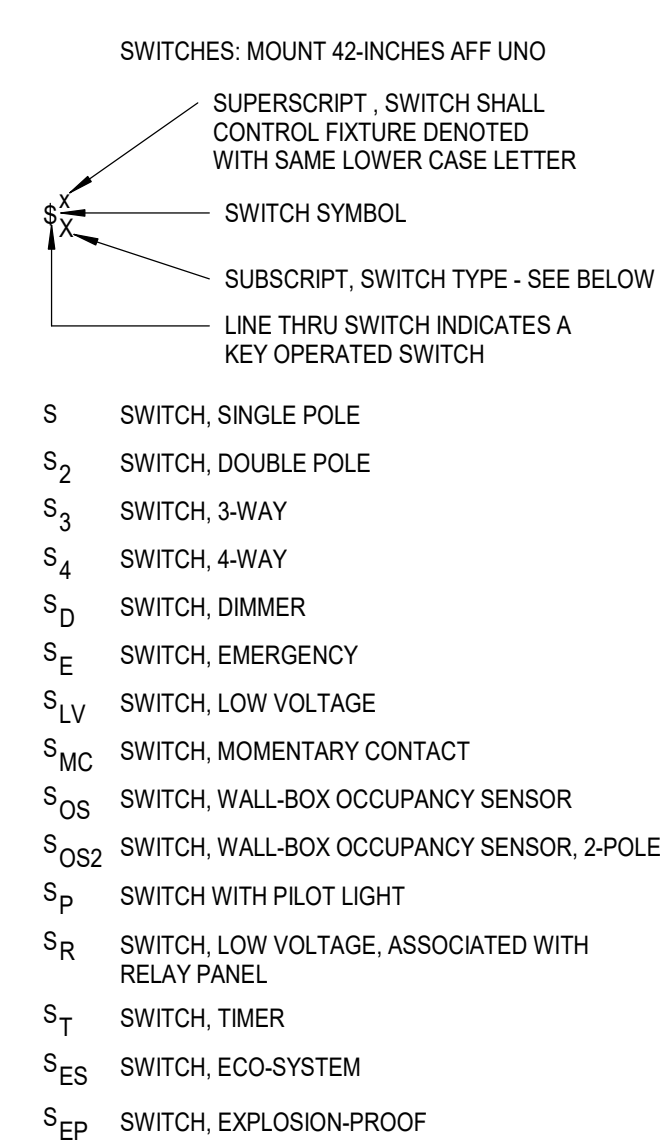 SWITCHES: MOUNT 42-INCHES AFF UNO
SUPERSCRIPT , SWITCH SHALL
CONTROL FIXTURE DENOTED
WITH SAME LOWER CASE LETTER
$xX
SWITCH SYMBOL
SUBSCRIPT, SWITCH TYPE - SEE BELOW
LINE THRU SWITCH INDICATES A
KEY OPERATED SWITCH
S SWITCH, SINGLE POLE
S2 SWITCH, DOUBLE POLE
S3 SWITCH, 3-WAY
S4 SWITCH, 4-WAY
SD SWITCH, DIMMER
SE SWITCH, EMERGENCY
SLV SWITCH, LOW VOLTAGE
SMC SWITCH, MOMENTARY CONTACT
SOS SWITCH, WALL-BOX OCCUPANCY SENSOR
SOS2 SWITCH, WALL-BOX OCCUPANCY SENSOR, 2-POLE
SP SWITCH WITH PILOT LIGHT
SR SWITCH, LOW VOLTAGE, ASSOCIATED WITH
RELAY PANEL
ST SWITCH, TIMER
SES SWITCH, ECO-SYSTEM
SEP SWITCH, EXPLOSION-PROOF